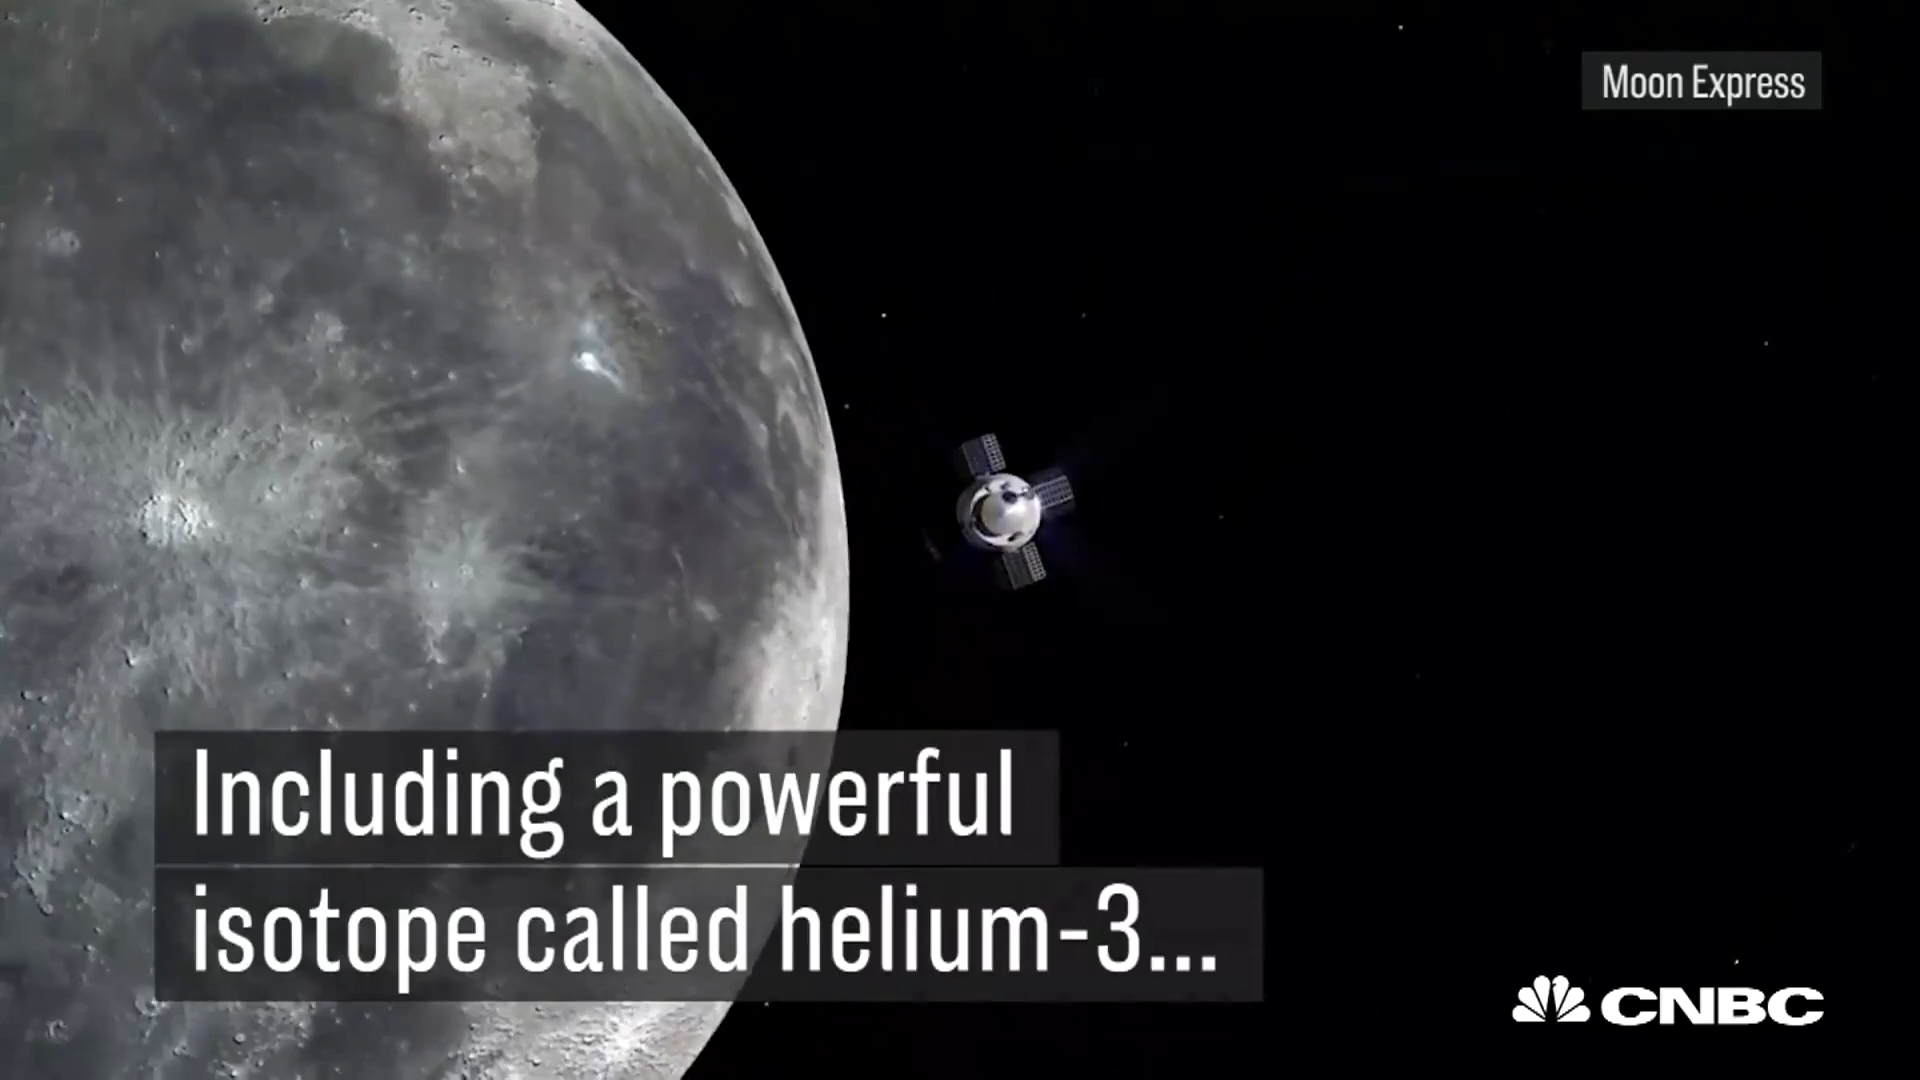 Moon Express
Including a powerful
isotope called helium-3...
CNBC